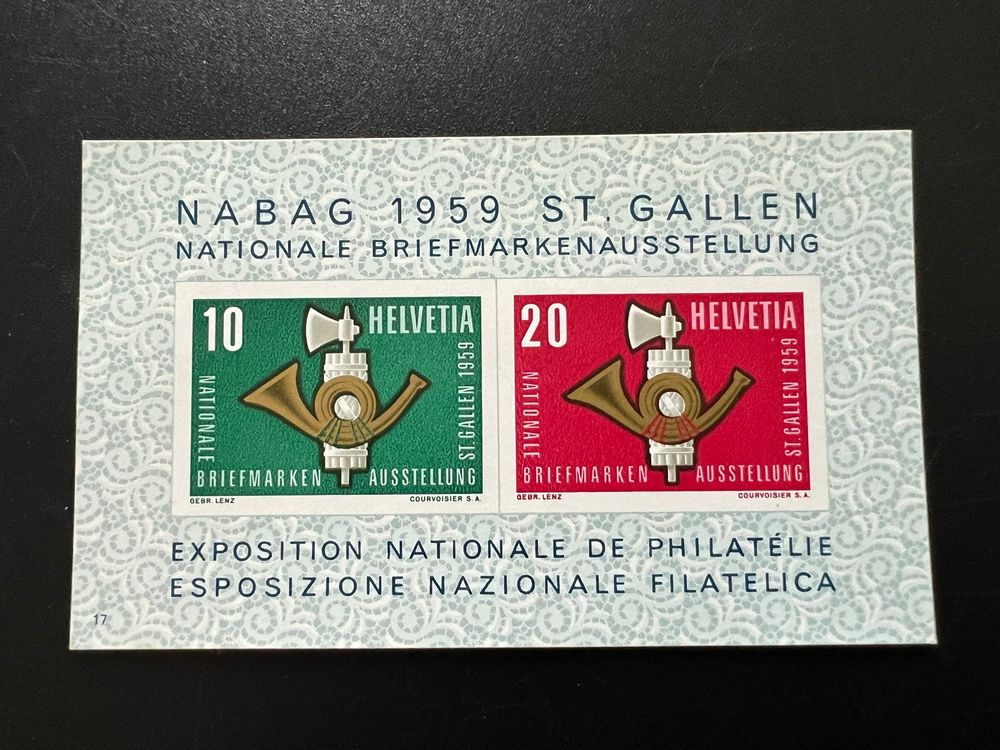 NABAG 1959 ST. GALLEN
NATIONALE BRIEFMARKENAUSSTELLUNG
10 HELVETIA
NATIONALE
BRIEFMARKEN AUSSTELLUNG
ST. GALLEN 1959
GEBR. LENZ COURVOISIER S.A.
20 HELVETIA
NATIONALE
BRIEFMARKEN AUSSTELLUNG
ST. GALLEN 1959
GEBR. LENZ COURVOISIER S.A.
EXPOSITION NATIONALE DE PHILATÉLIE
ESPOSIZIONE NAZIONALE FILATELICA
17